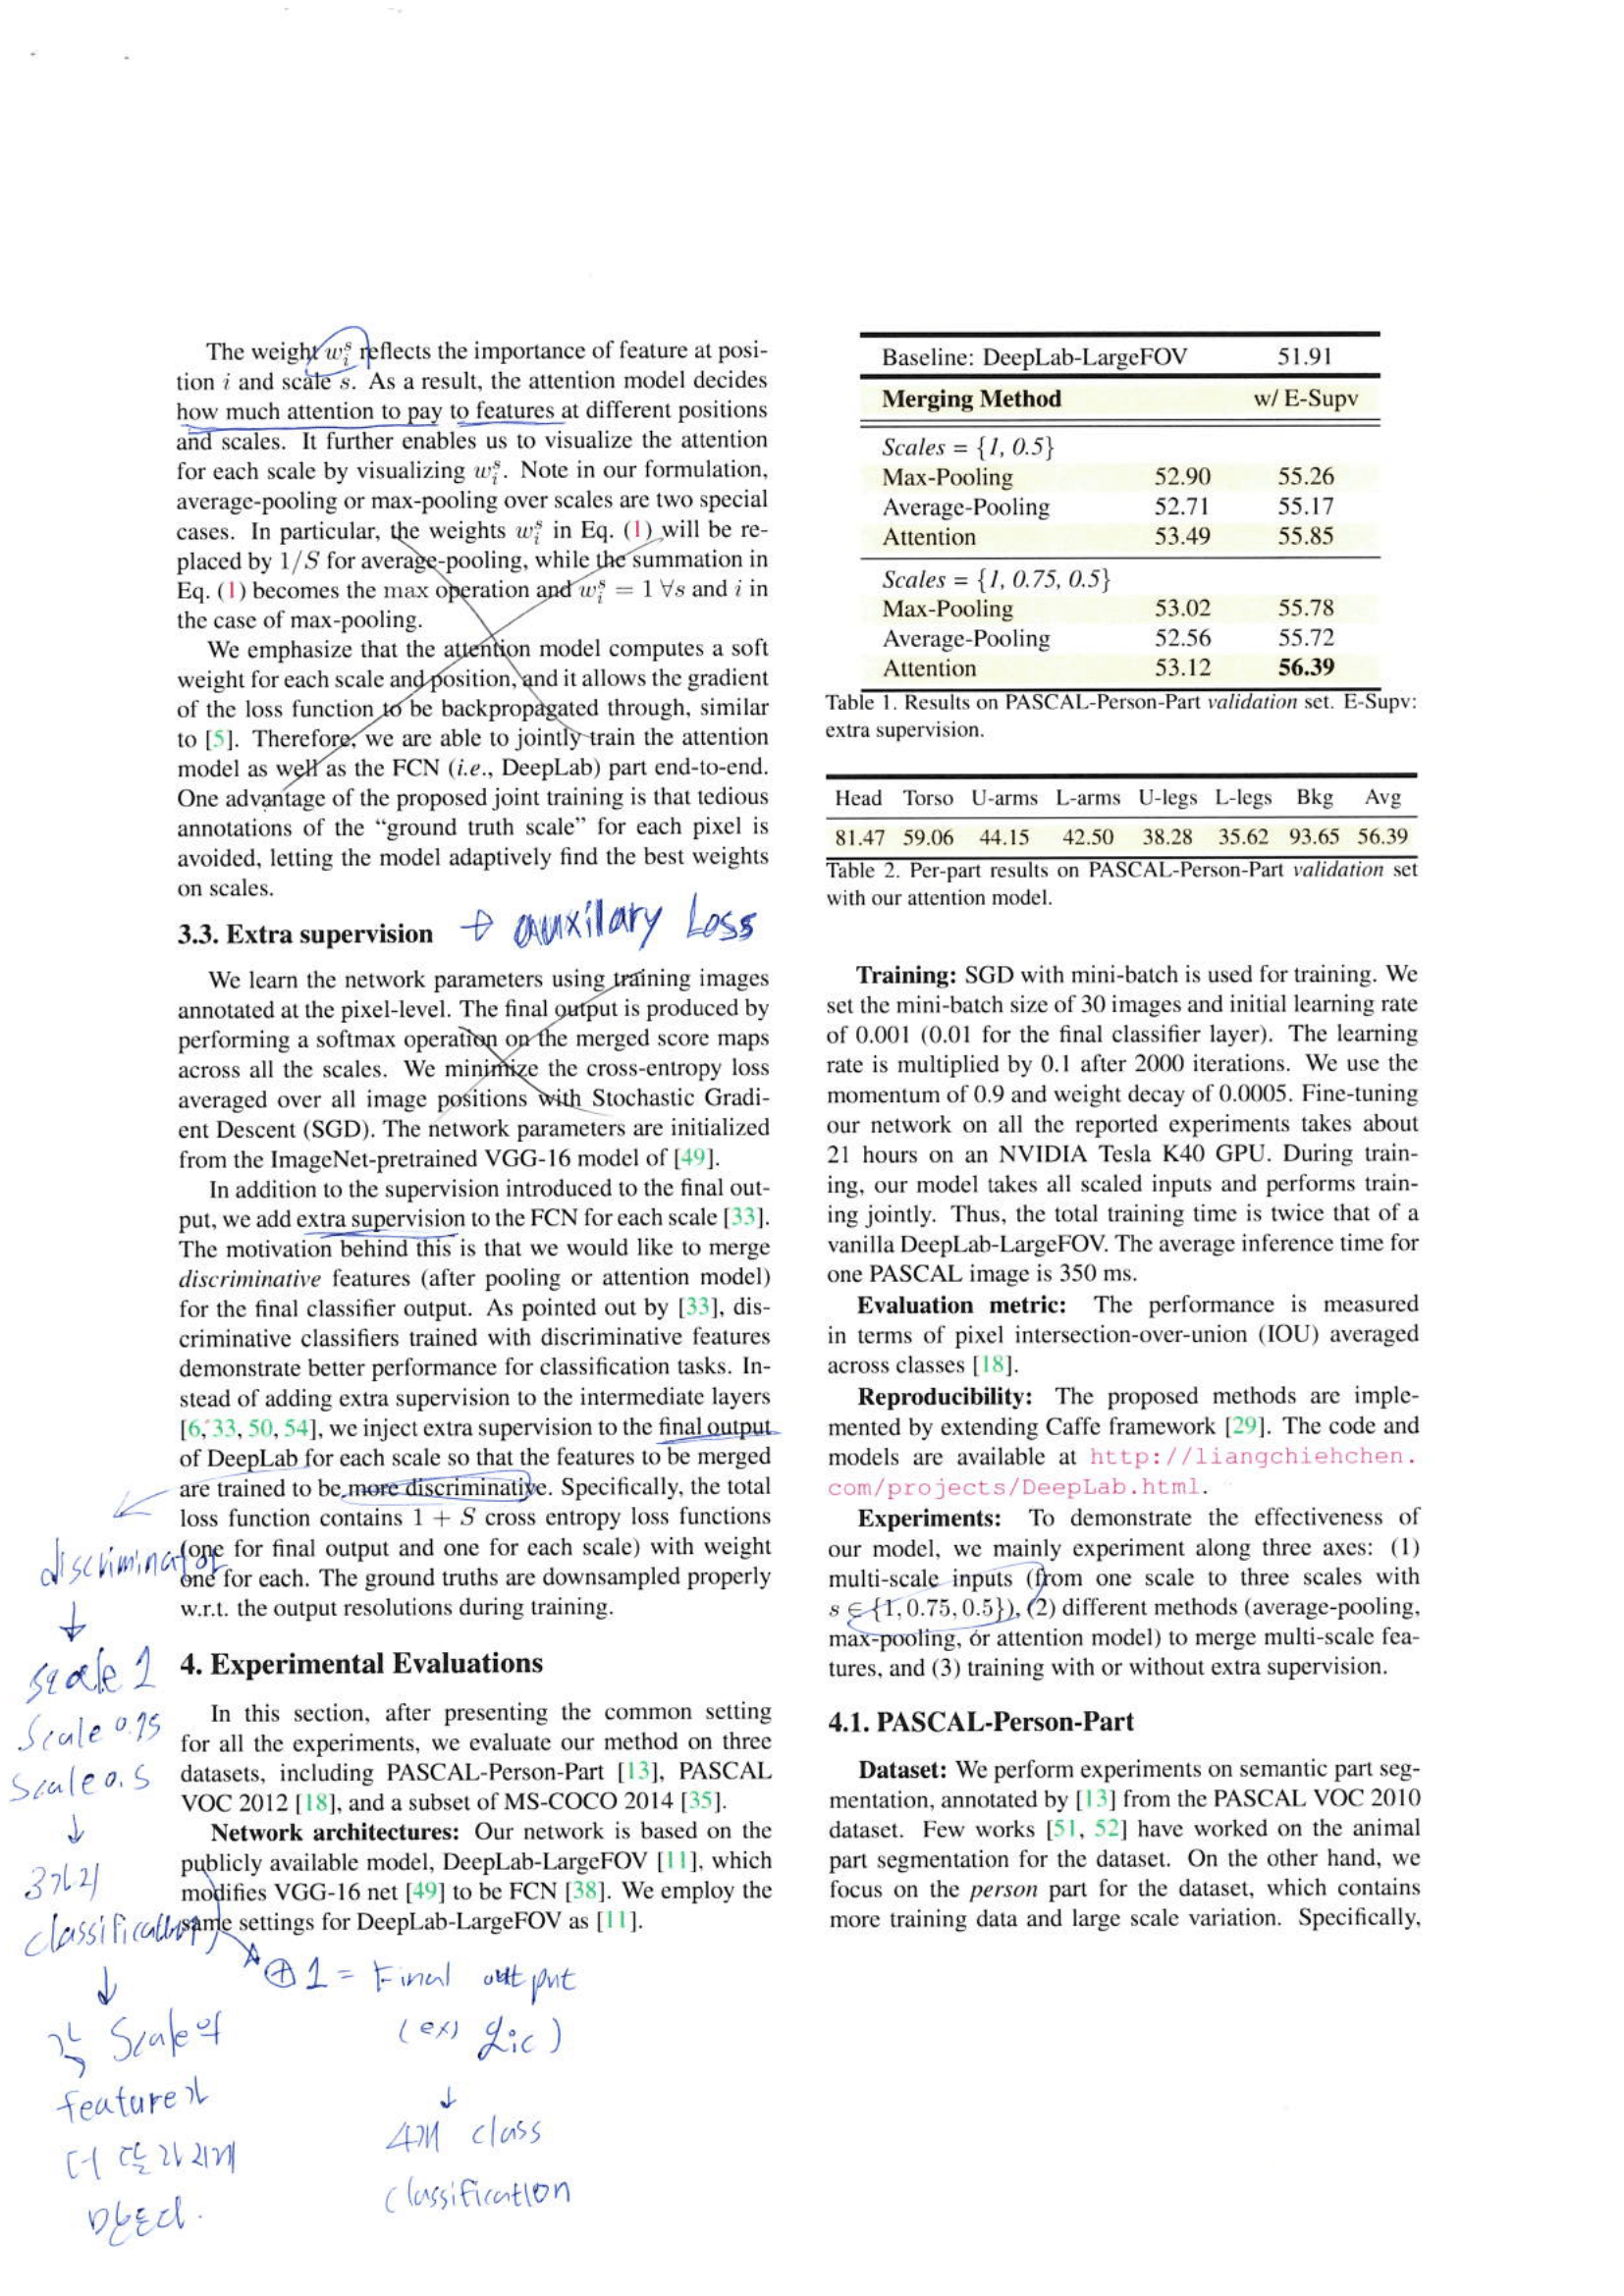 The weight w_i^s reflects the importance of feature at posi-
tion i and scale s. As a result, the attention model decides
how much attention to pay to features at different positions
and scales. It further enables us to visualize the attention
for each scale by visualizing w_i^s. Note in our formulation,
average-pooling or max-pooling over scales are two special
cases. In particular, the weights w_i^s in Eq. (1) will be re-
placed by 1/S for average-pooling, while the summation in
Eq. (1) becomes the max operation and w_i^s = 1 ∀s and i in
the case of max-pooling.
We emphasize that the attention model computes a soft
weight for each scale and position, and it allows the gradient
of the loss function to be backpropagated through, similar
to [5]. Therefore, we are able to jointly train the attention
model as well as the FCN (i.e., DeepLab) part end-to-end.
One advantage of the proposed joint training is that tedious
annotations of the “ground truth scale” for each pixel is
avoided, letting the model adaptively find the best weights
on scales.
3.3. Extra supervision → auxilary Loss
We learn the network parameters using training images
annotated at the pixel-level. The final output is produced by
performing a softmax operation on the merged score maps
across all the scales. We minimize the cross-entropy loss
averaged over all image positions with Stochastic Gradi-
ent Descent (SGD). The network parameters are initialized
from the ImageNet-pretrained VGG-16 model of [49].
In addition to the supervision introduced to the final out-
put, we add extra supervision to the FCN for each scale [33].
The motivation behind this is that we would like to merge
discriminative features (after pooling or attention model)
for the final classifier output. As pointed out by [33], dis-
criminative classifiers trained with discriminative features
demonstrate better performance for classification tasks. In-
stead of adding extra supervision to the intermediate layers
[6, 33, 50, 54], we inject extra supervision to the final output
of DeepLab for each scale so that the features to be merged
are trained to be more discriminative. Specifically, the total
loss function contains 1 + S cross entropy loss functions
(one for final output and one for each scale) with weight
one for each. The ground truths are downsampled properly
w.r.t. the output resolutions during training.
4. Experimental Evaluations
In this section, after presenting the common setting
for all the experiments, we evaluate our method on three
datasets, including PASCAL-Person-Part [13], PASCAL
VOC 2012 [18], and a subset of MS-COCO 2014 [35].
Network architectures: Our network is based on the
publicly available model, DeepLab-LargeFOV [11], which
modifies VGG-16 net [49] to be FCN [38]. We employ the
same settings for DeepLab-LargeFOV as [11].
discriminator
↓
scale 1
Scale 0.75
Scale 0.5
↓
3가지
classification
↓
각 Scale의
feature가
더 달라지게
만든다.
⊕ 1 = Final output
(ex)
↓
4개 class
classification
Baseline: DeepLab-LargeFOV 51.91
Merging Method w/ E-Supv
Scales = {1, 0.5}
Max-Pooling 52.90 55.26
Average-Pooling 52.71 55.17
Attention 53.49 55.85
Scales = {1, 0.75, 0.5}
Max-Pooling 53.02 55.78
Average-Pooling 52.56 55.72
Attention 53.12 56.39
Table 1. Results on PASCAL-Person-Part validation set. E-Supv:
extra supervision.
Head Torso U-arms L-arms U-legs L-legs Bkg Avg
81.47 59.06 44.15 42.50 38.28 35.62 93.65 56.39
Table 2. Per-part results on PASCAL-Person-Part validation set
with our attention model.
Training: SGD with mini-batch is used for training. We
set the mini-batch size of 30 images and initial learning rate
of 0.001 (0.01 for the final classifier layer). The learning
rate is multiplied by 0.1 after 2000 iterations. We use the
momentum of 0.9 and weight decay of 0.0005. Fine-tuning
our network on all the reported experiments takes about
21 hours on an NVIDIA Tesla K40 GPU. During train-
ing, our model takes all scaled inputs and performs train-
ing jointly. Thus, the total training time is twice that of a
vanilla DeepLab-LargeFOV. The average inference time for
one PASCAL image is 350 ms.
Evaluation metric: The performance is measured
in terms of pixel intersection-over-union (IOU) averaged
across classes [18].
Reproducibility: The proposed methods are imple-
mented by extending Caffe framework [29]. The code and
models are available at http://liangchiehchen.
com/projects/DeepLab.html.
Experiments: To demonstrate the effectiveness of
our model, we mainly experiment along three axes: (1)
multi-scale inputs (from one scale to three scales with
s ∈ {1, 0.75, 0.5}), (2) different methods (average-pooling,
max-pooling, or attention model) to merge multi-scale fea-
tures, and (3) training with or without extra supervision.
4.1. PASCAL-Person-Part
Dataset: We perform experiments on semantic part seg-
mentation, annotated by [13] from the PASCAL VOC 2010
dataset. Few works [51, 52] have worked on the animal
part segmentation for the dataset. On the other hand, we
focus on the person part for the dataset, which contains
more training data and large scale variation. Specifically,